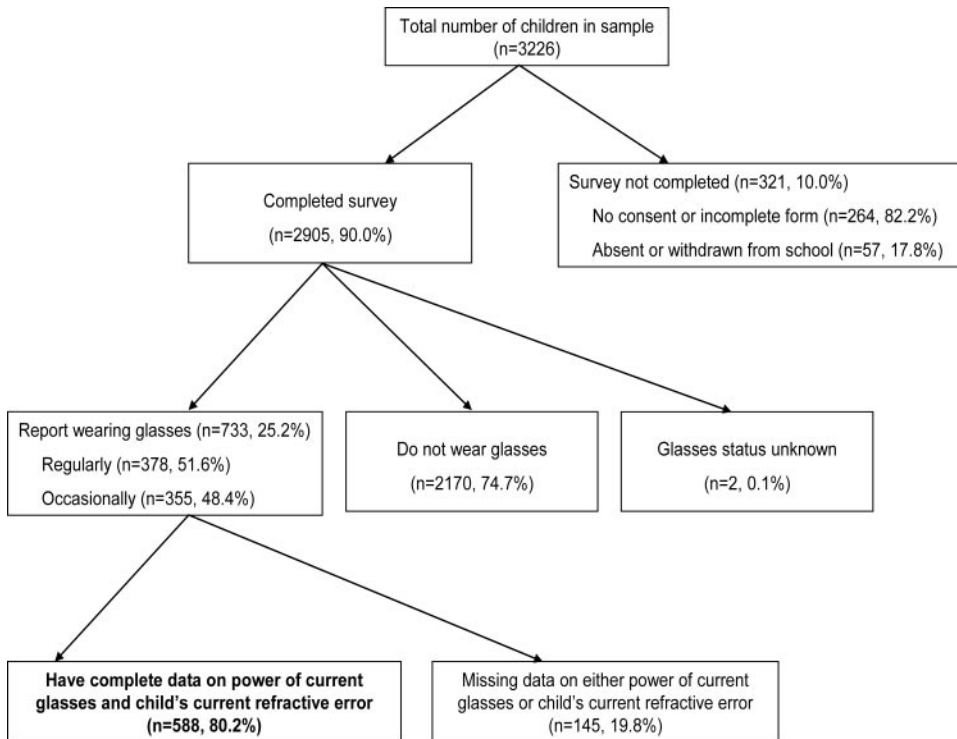 Total number of children in sample
(n=3226)
Completed survey
(n=2905, 90.0%)
Survey not completed (n=321, 10.0%)
No consent or incomplete form (n=264, 82.2%)
Absent or withdrawn from school (n=57, 17.8%)
Report wearing glasses (n=733, 25.2%)
Regularly (n=378, 51.6%)
Occasionally (n=355, 48.4%)
Do not wear glasses
(n=2170, 74.7%)
Glasses status unknown
(n=2, 0.1%)
Have complete data on power of current
glasses and child's current refractive error
(n=588, 80.2%)
Missing data on either power of current
glasses or child's current refractive error
(n=145, 19.8%)